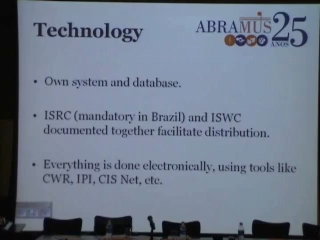 Technology
ABRAMUS 25
ANOS
• Own system and database.
• ISRC (mandatory in Brazil) and ISWC
documented together facilitate distribution.
• Everything is done electronically, using tools like
CWR, IPI, CIS Net, etc.